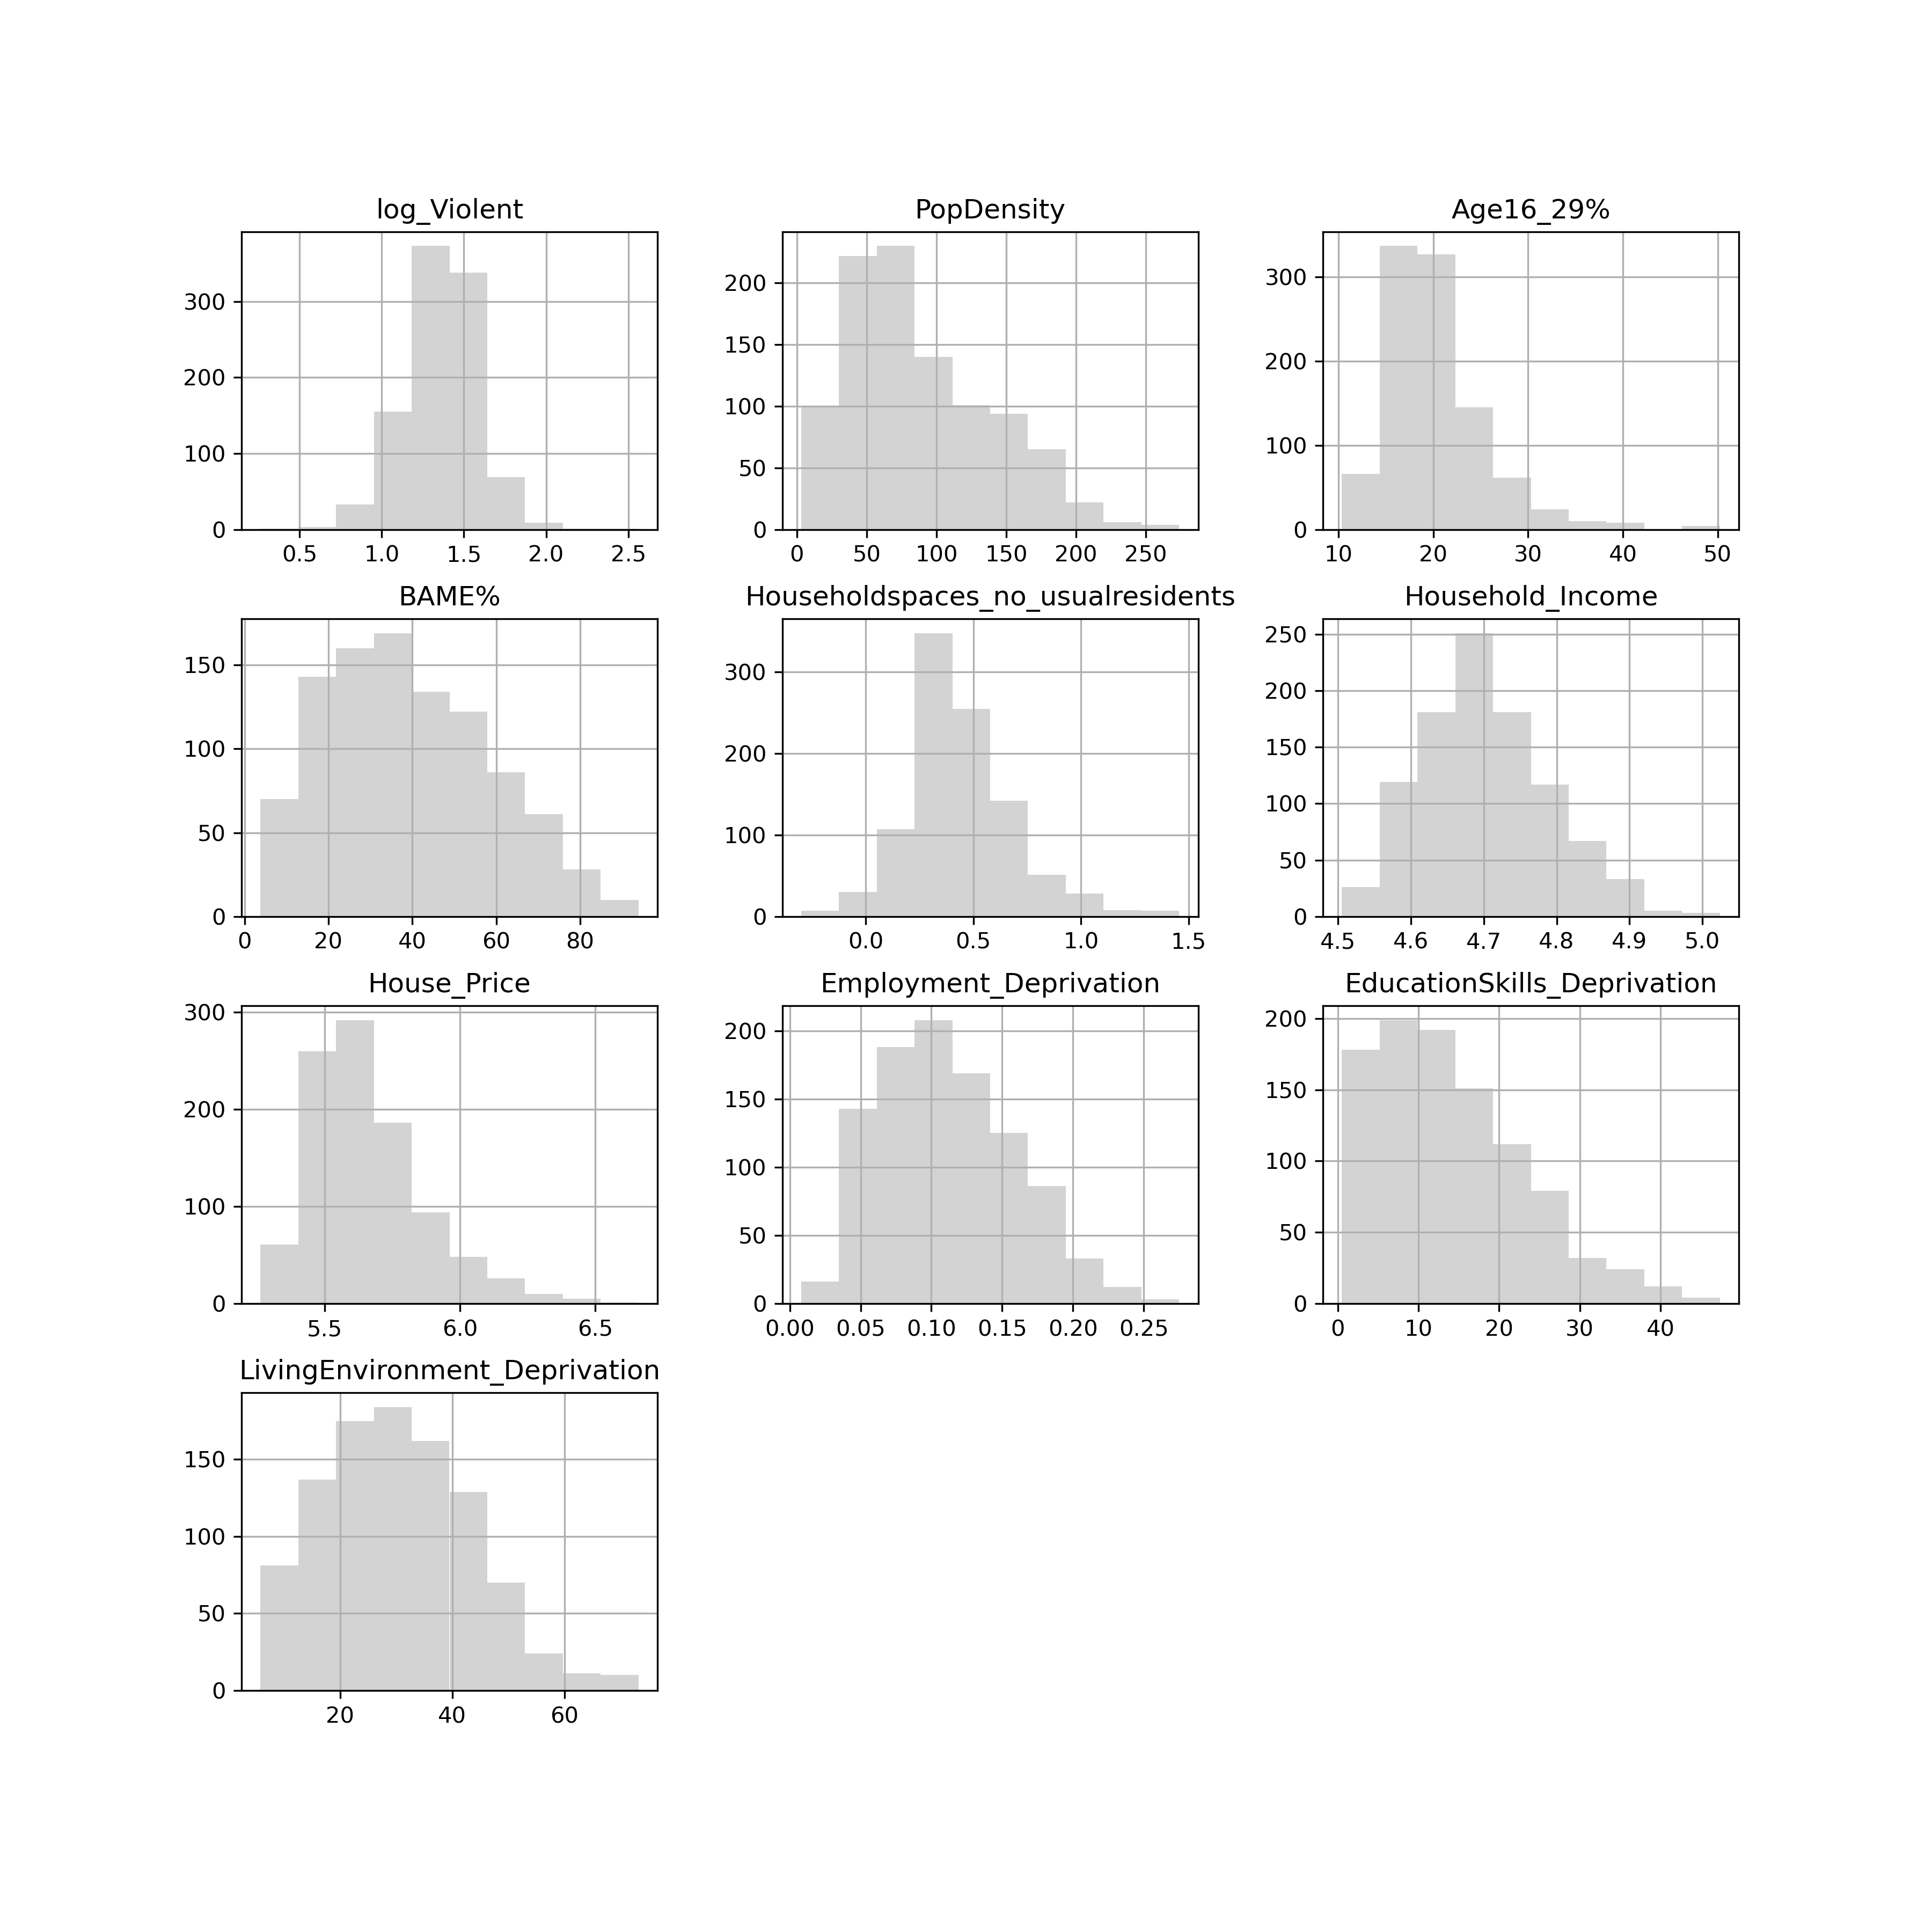 log_Violent
300
200
100
0
0.5 1.0 1.5 2.0 2.5
PopDensity
200
150
100
50
0
0 50 100 150 200 250
Age16_29%
300
200
100
0
10 20 30 40 50
BAME%
150
100
50
0
0 20 40 60 80
Householdspaces_no_usualresidents
300
200
100
0
0.0 0.5 1.0 1.5
Household_Income
250
200
150
100
50
0
4.5 4.6 4.7 4.8 4.9 5.0
House_Price
300
200
100
0
5.5 6.0 6.5
Employment_Deprivation
200
150
100
50
0
0.00 0.05 0.10 0.15 0.20 0.25
EducationSkills_Deprivation
200
150
100
50
0
0 10 20 30 40
LivingEnvironment_Deprivation
150
100
50
0
20 40 60